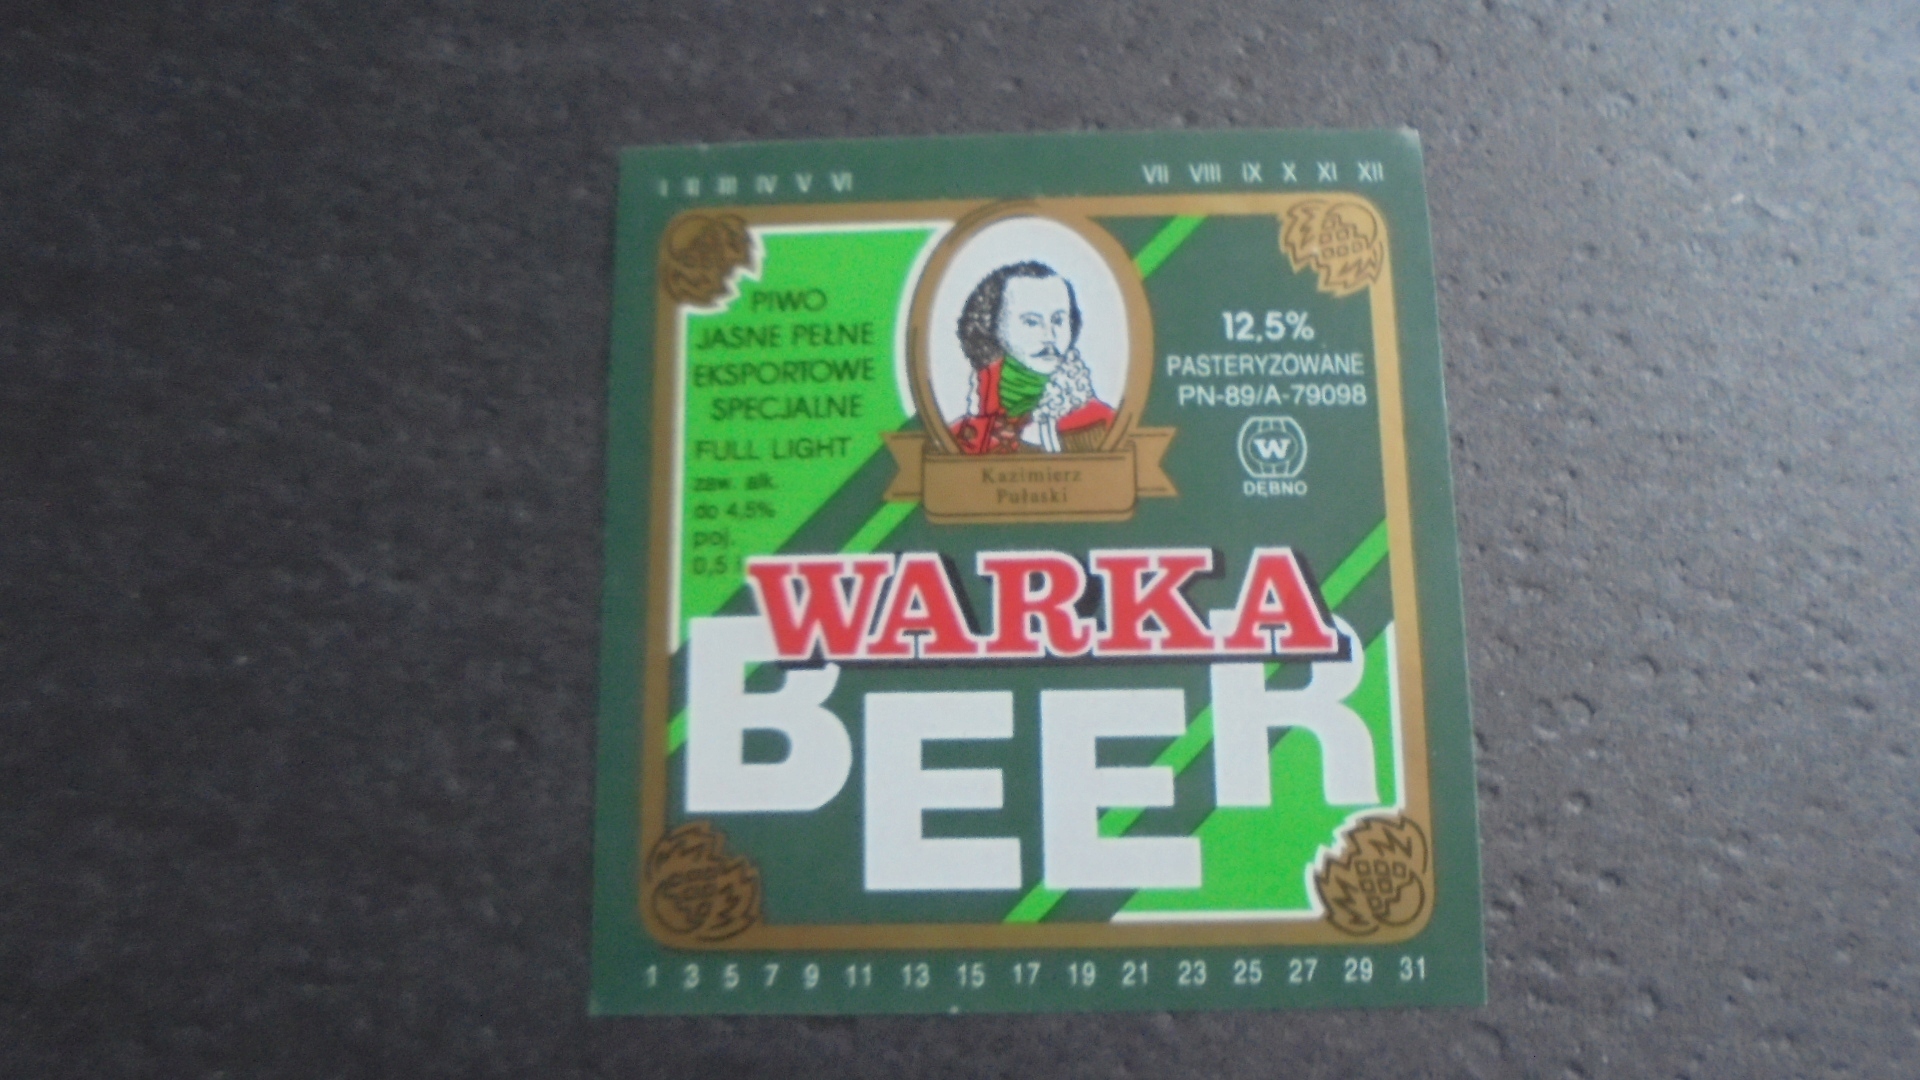 I II III IV V VI
VII VIII IX X XI XII
PIWO
JASNE PEŁNE
EKSPORTOWE
SPECJALNE
FULL LIGHT
zaw. alk.
do 4,5%
poj.
0,5 l
Kazimierz
Pułaski
12,5%
PASTERYZOWANE
PN-89/A-79098
W
DĘBNO
WARKA
BEER
1 3 5 7 9 11 13 15 17 19 21 23 25 27 29 31